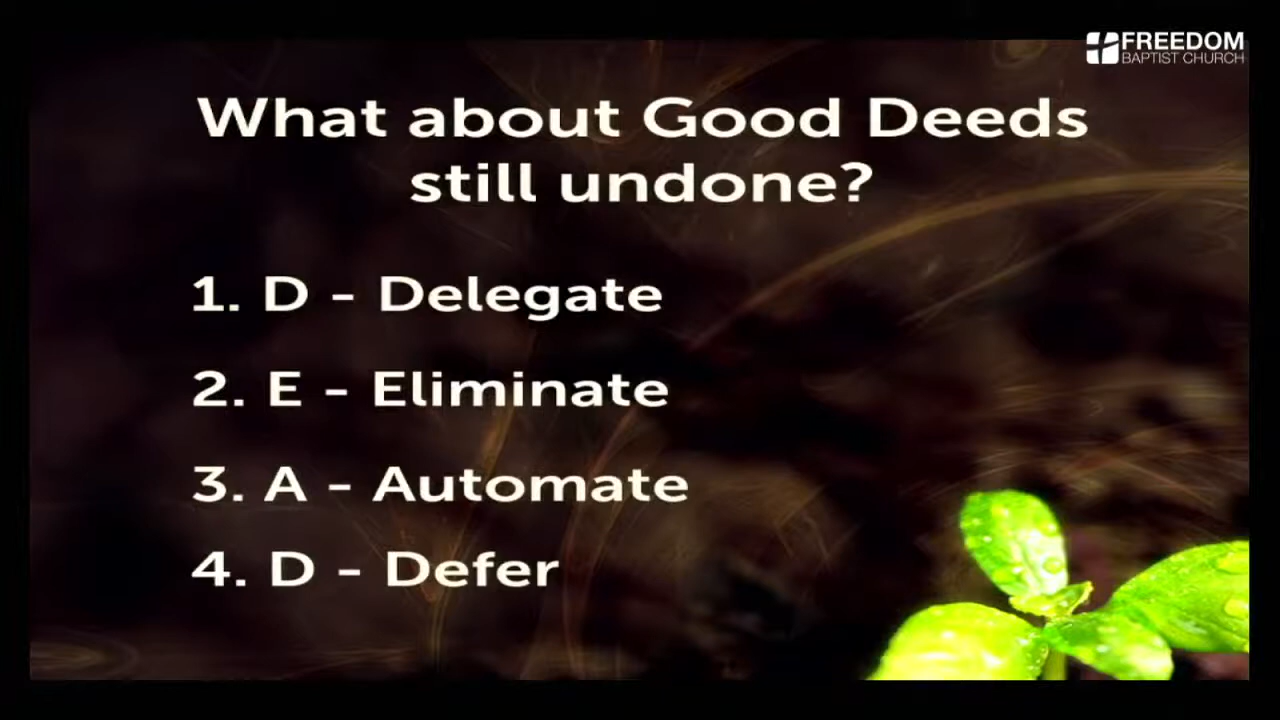 FREEDOM
BAPTIST CHURCH
What about Good Deeds
still undone?
1. D - Delegate
2. E - Eliminate
3. A - Automate
4. D - Defer